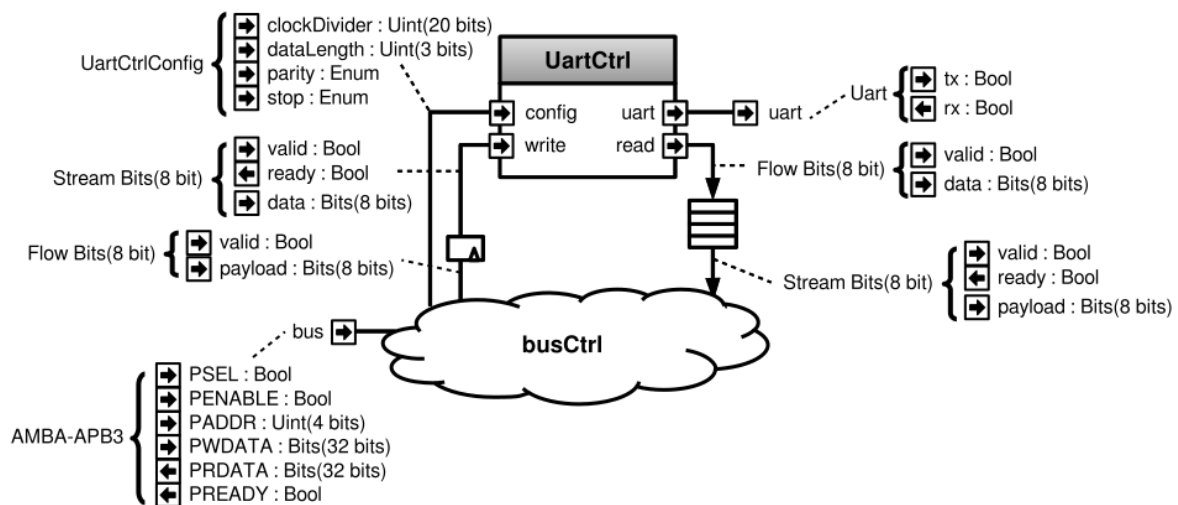 UartCtrlConfig
clockDivider : Uint(20 bits)
dataLength : Uint(3 bits)
parity : Enum
stop : Enum
UartCtrl
config
uart
write
read
uart
Uart
tx : Bool
rx : Bool
Stream Bits(8 bit)
valid : Bool
ready : Bool
data : Bits(8 bits)
Flow Bits(8 bit)
valid : Bool
data : Bits(8 bits)
Flow Bits(8 bit)
valid : Bool
payload : Bits(8 bits)
Stream Bits(8 bit)
valid : Bool
ready : Bool
payload : Bits(8 bits)
bus
busCtrl
AMBA-APB3
PSEL : Bool
PENABLE : Bool
PADDR : Uint(4 bits)
PWDATA : Bits(32 bits)
PRDATA : Bits(32 bits)
PREADY : Bool